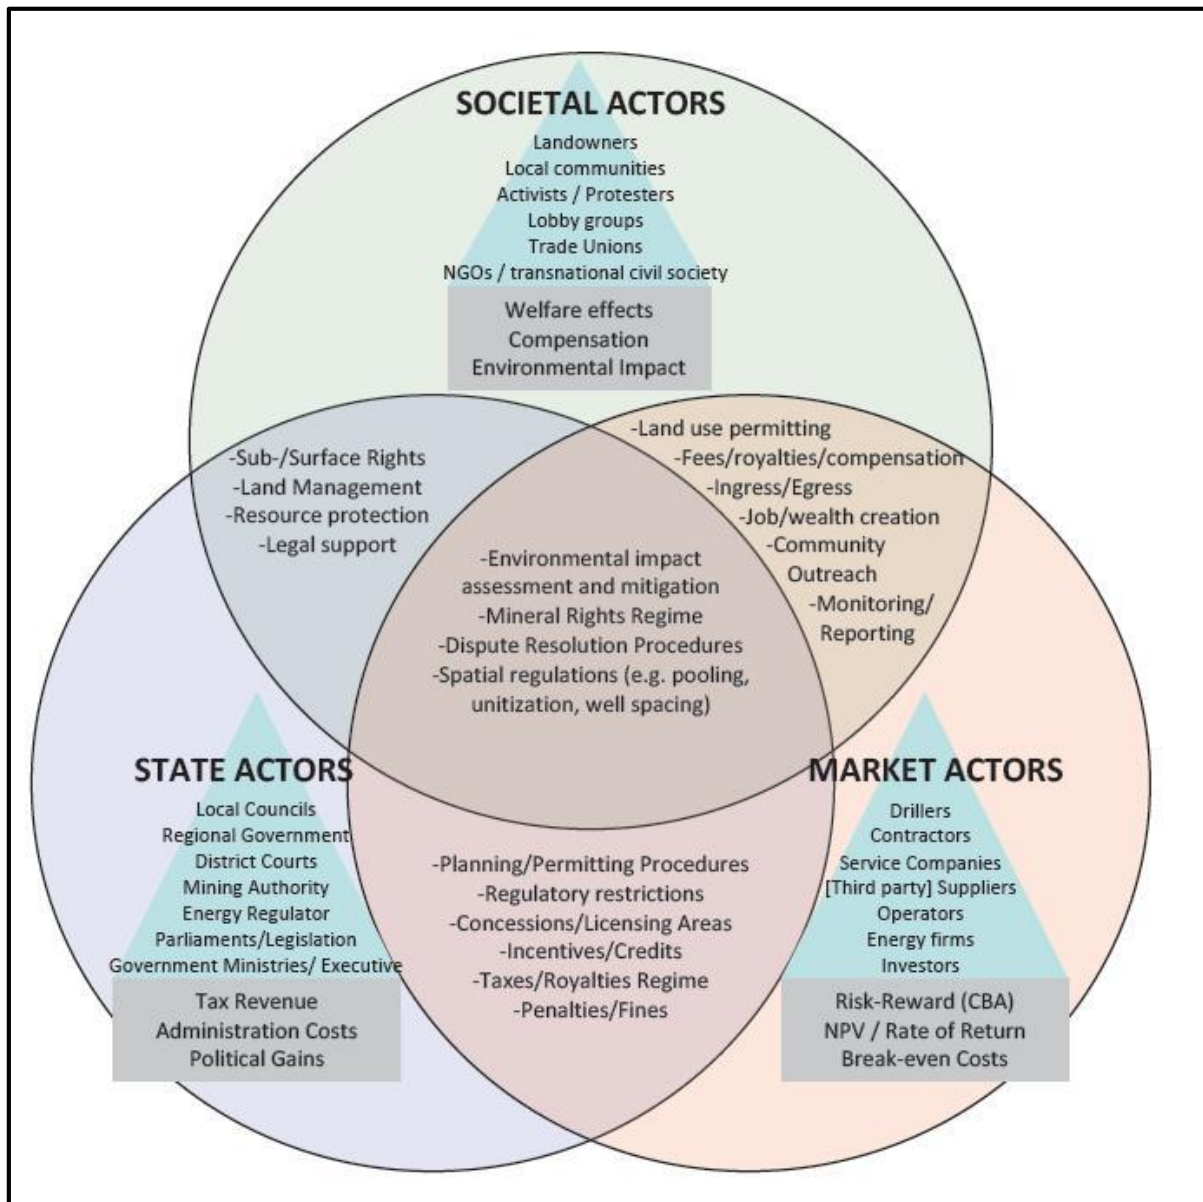 SOCIETAL ACTORS
Landowners
Local communities
Activists / Protesters
Lobby groups
Trade Unions
NGOs / transnational civil society
Welfare effects
Compensation
Environmental Impact
-Sub-/Surface Rights
-Land Management
-Resource protection
-Legal support
-Land use permitting
-Fees/royalties/compensation
-Ingress/Egress
-Job/wealth creation
-Community
Outreach
-Monitoring/
Reporting
-Environmental impact
assessment and mitigation
-Mineral Rights Regime
-Dispute Resolution Procedures
-Spatial regulations (e.g. pooling,
unitization, well spacing)
STATE ACTORS
Local Councils
Regional Government
District Courts
Mining Authority
Energy Regulator
Parliaments/Legislation
Government Ministries/ Executive
Tax Revenue
Administration Costs
Political Gains
-Planning/Permitting Procedures
-Regulatory restrictions
-Concessions/Licensing Areas
-Incentives/Credits
-Taxes/Royalties Regime
-Penalties/Fines
MARKET ACTORS
Drillers
Contractors
Service Companies
[Third party] Suppliers
Operators
Energy firms
Investors
Risk-Reward (CBA)
NPV / Rate of Return
Break-even Costs